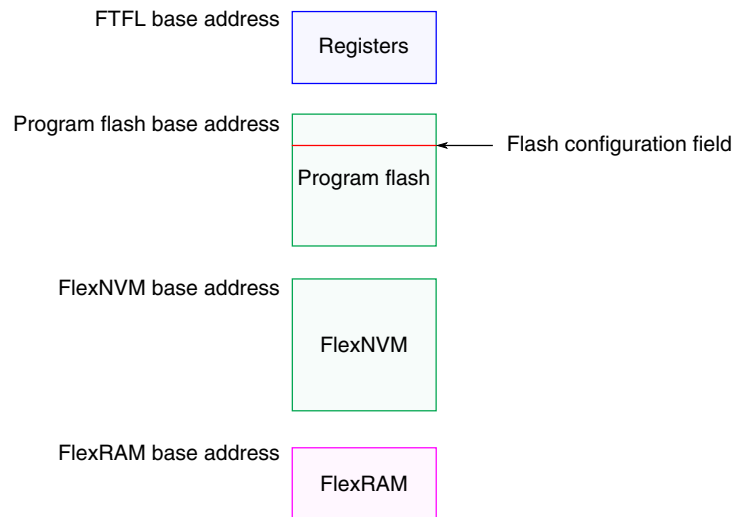 FTFL base address
Registers
Program flash base address
Flash configuration field
Program flash
FlexNVM base address
FlexNVM
FlexRAM base address
FlexRAM